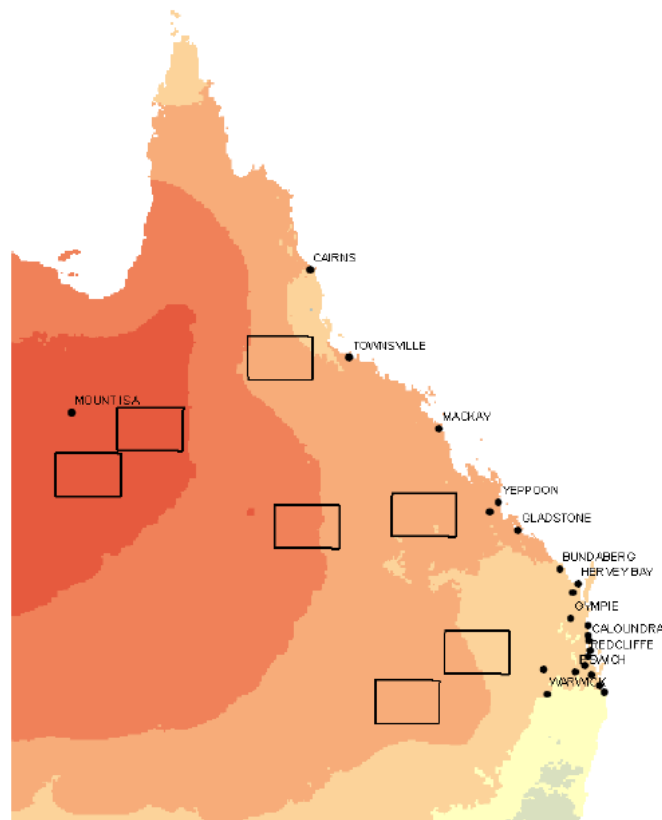 CAIRNS
TOWNSVILLE
MOUNT ISA
MACKAY
YEPPOON
GLADSTONE
BUNDABERG
HERVEY BAY
GYMPIE
CALOUNDRA
REDCLIFFE
IPSWICH
WARWICK